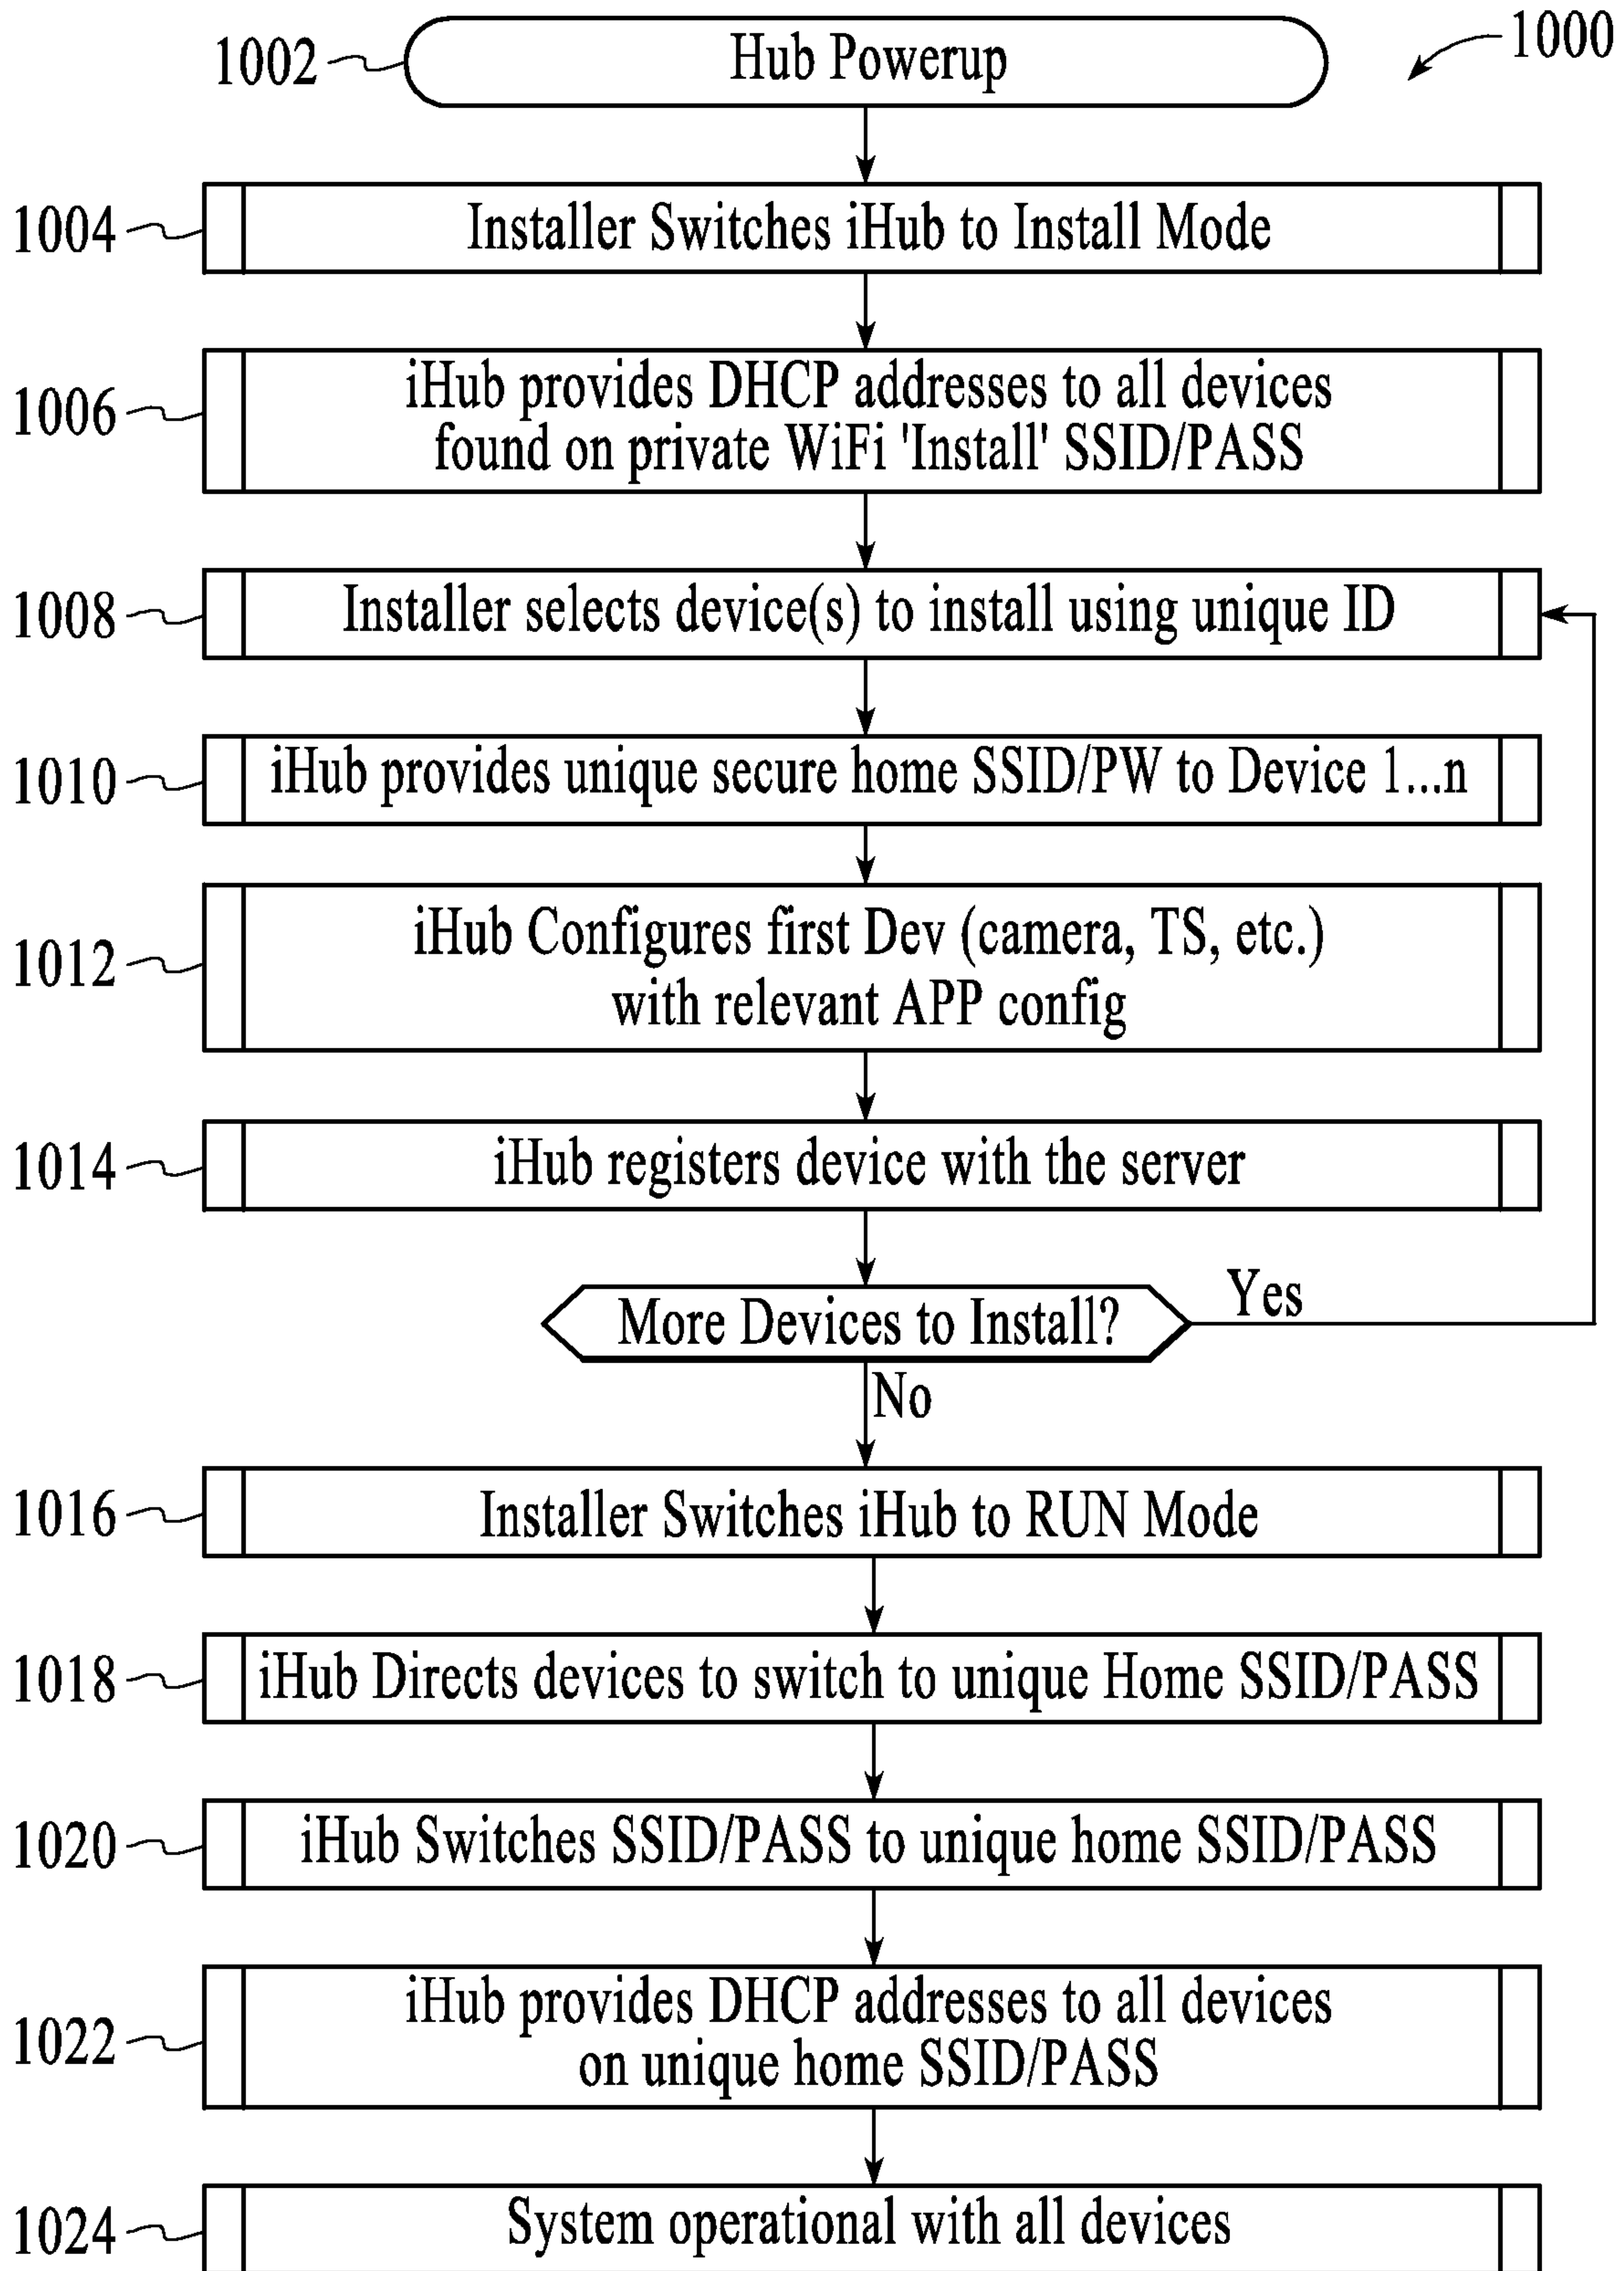 1002 Hub Powerup
1000
1004 Installer Switches iHub to Install Mode
1006 iHub provides DHCP addresses to all devices
found on private WiFi 'Install' SSID/PASS
1008 Installer selects device(s) to install using unique ID
1010 iHub provides unique secure home SSID/PW to Device 1...n
1012 iHub Configures first Dev (camera, TS, etc.)
with relevant APP config
1014 iHub registers device with the server
More Devices to Install?
Yes
No
1016 Installer Switches iHub to RUN Mode
1018 iHub Directs devices to switch to unique Home SSID/PASS
1020 iHub Switches SSID/PASS to unique home SSID/PASS
1022 iHub provides DHCP addresses to all devices
on unique home SSID/PASS
1024 System operational with all devices